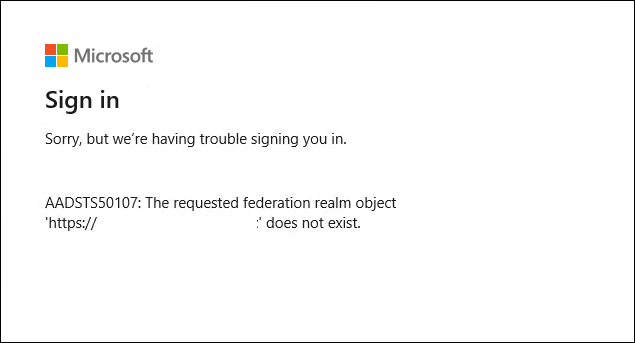 Microsoft
Sign in
Sorry, but we're having trouble signing you in.
AADSTS50107: The requested federation realm object
'https:// :' does not exist.